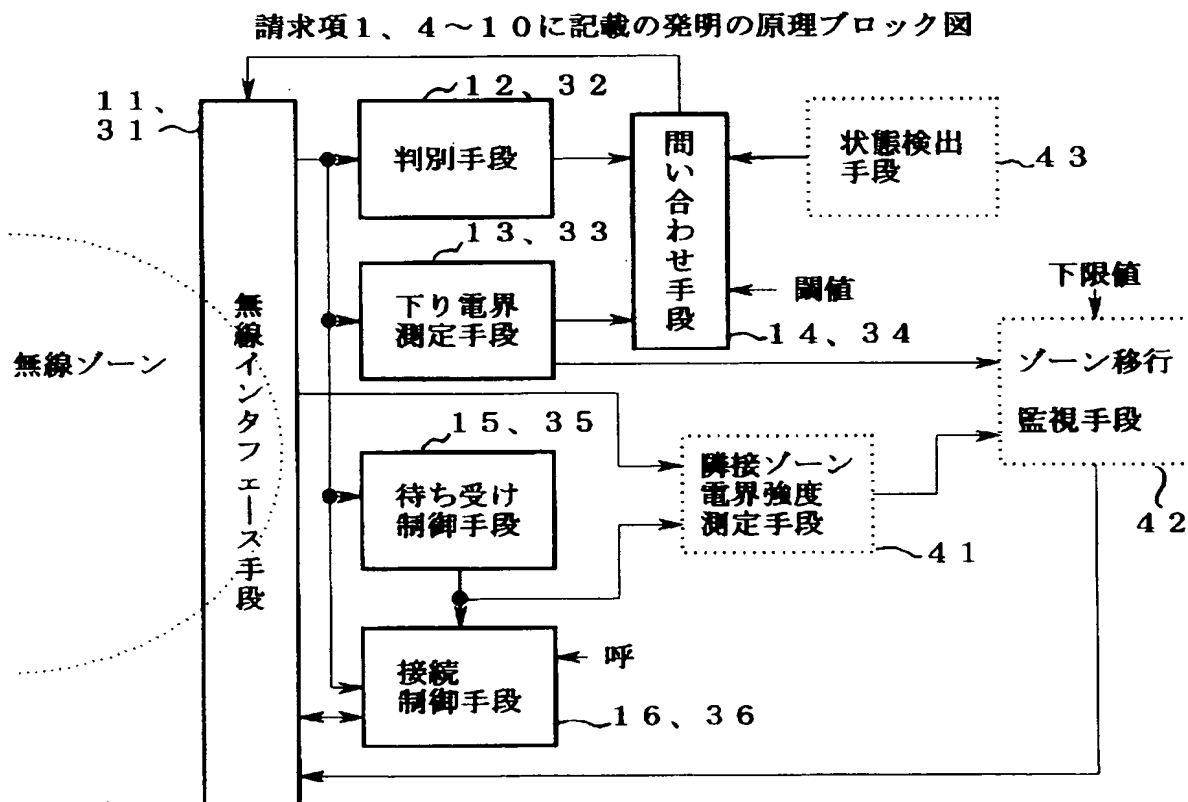 請求項１、４～１０に記載の発明の原理ブロック図
１１、
３１
１２、３２
判別手段
問い合わせ手段
状態検出
手段
４３
１３、３３
下り電界
測定手段
閾値
１４、３４
下限値
ゾーン移行
監視手段
４２
無線ゾーン
無線インタフェース手段
１５、３５
待ち受け
制御手段
隣接ゾーン
電界強度
測定手段
４１
接続
制御手段
呼
１６、３６